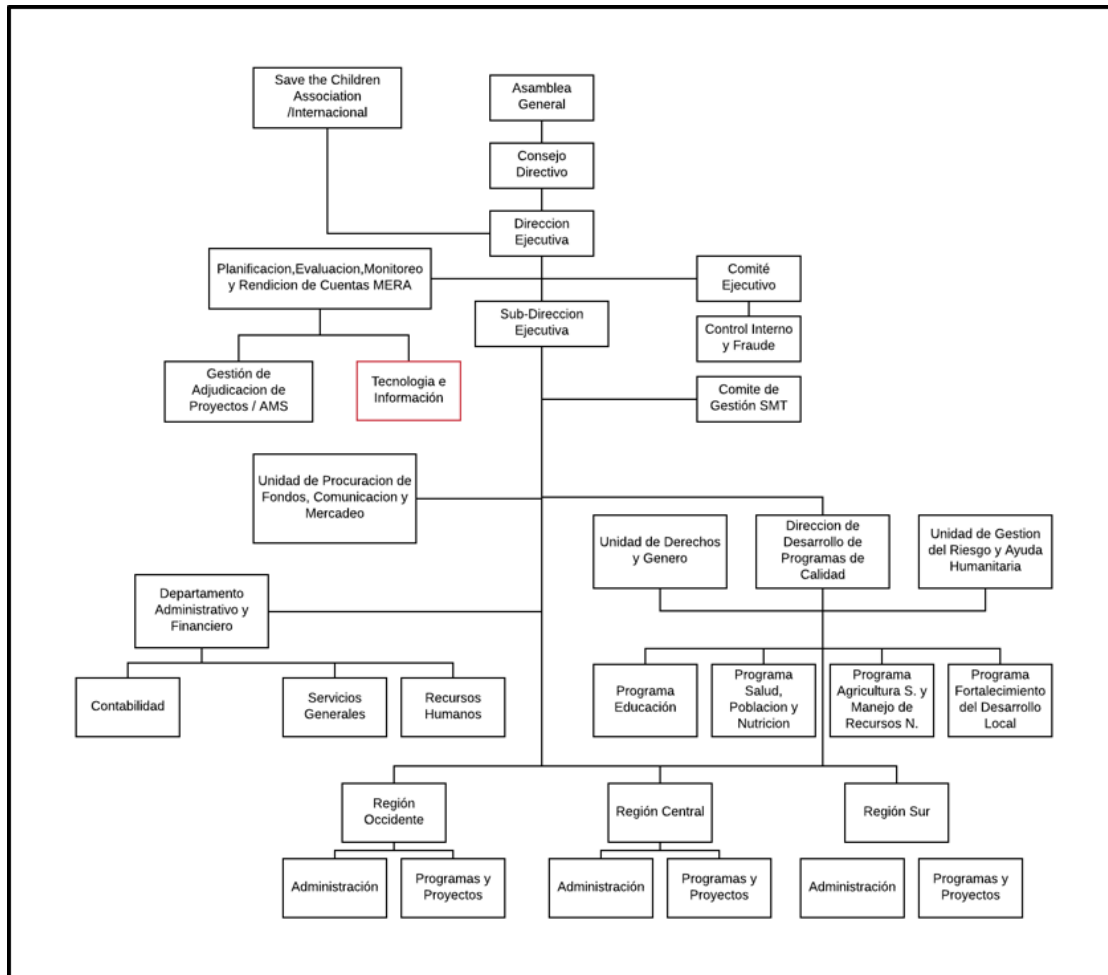 Save the Children
Association
/Internacional
Asamblea
General
Consejo
Directivo
Direccion
Ejecutiva
Planificacion,Evaluacion,Monitoreo
y Rendicion de Cuentas MERA
Comité
Ejecutivo
Sub-Direccion
Ejecutiva
Control Interno
y Fraude
Gestión de
Adjudicacion de
Proyectos / AMS
Tecnologia e
Información
Comite de
Gestión SMT
Unidad de Procuracion de
Fondos, Comunicacion y
Mercadeo
Unidad de Derechos
y Genero
Direccion de
Desarrollo de
Programas de
Calidad
Unidad de Gestion
del Riesgo y Ayuda
Humanitaria
Departamento
Administrativo y
Financiero
Contabilidad
Servicios
Generales
Recursos
Humanos
Programa
Educación
Programa
Salud,
Poblacion y
Nutricion
Programa
Agricultura S. y
Manejo de
Recursos N.
Programa
Fortalecimiento
del Desarrollo
Local
Región
Occidente
Región Central
Región Sur
Administración
Programas y
Proyectos
Administración
Programas y
Proyectos
Administración
Programas y
Proyectos